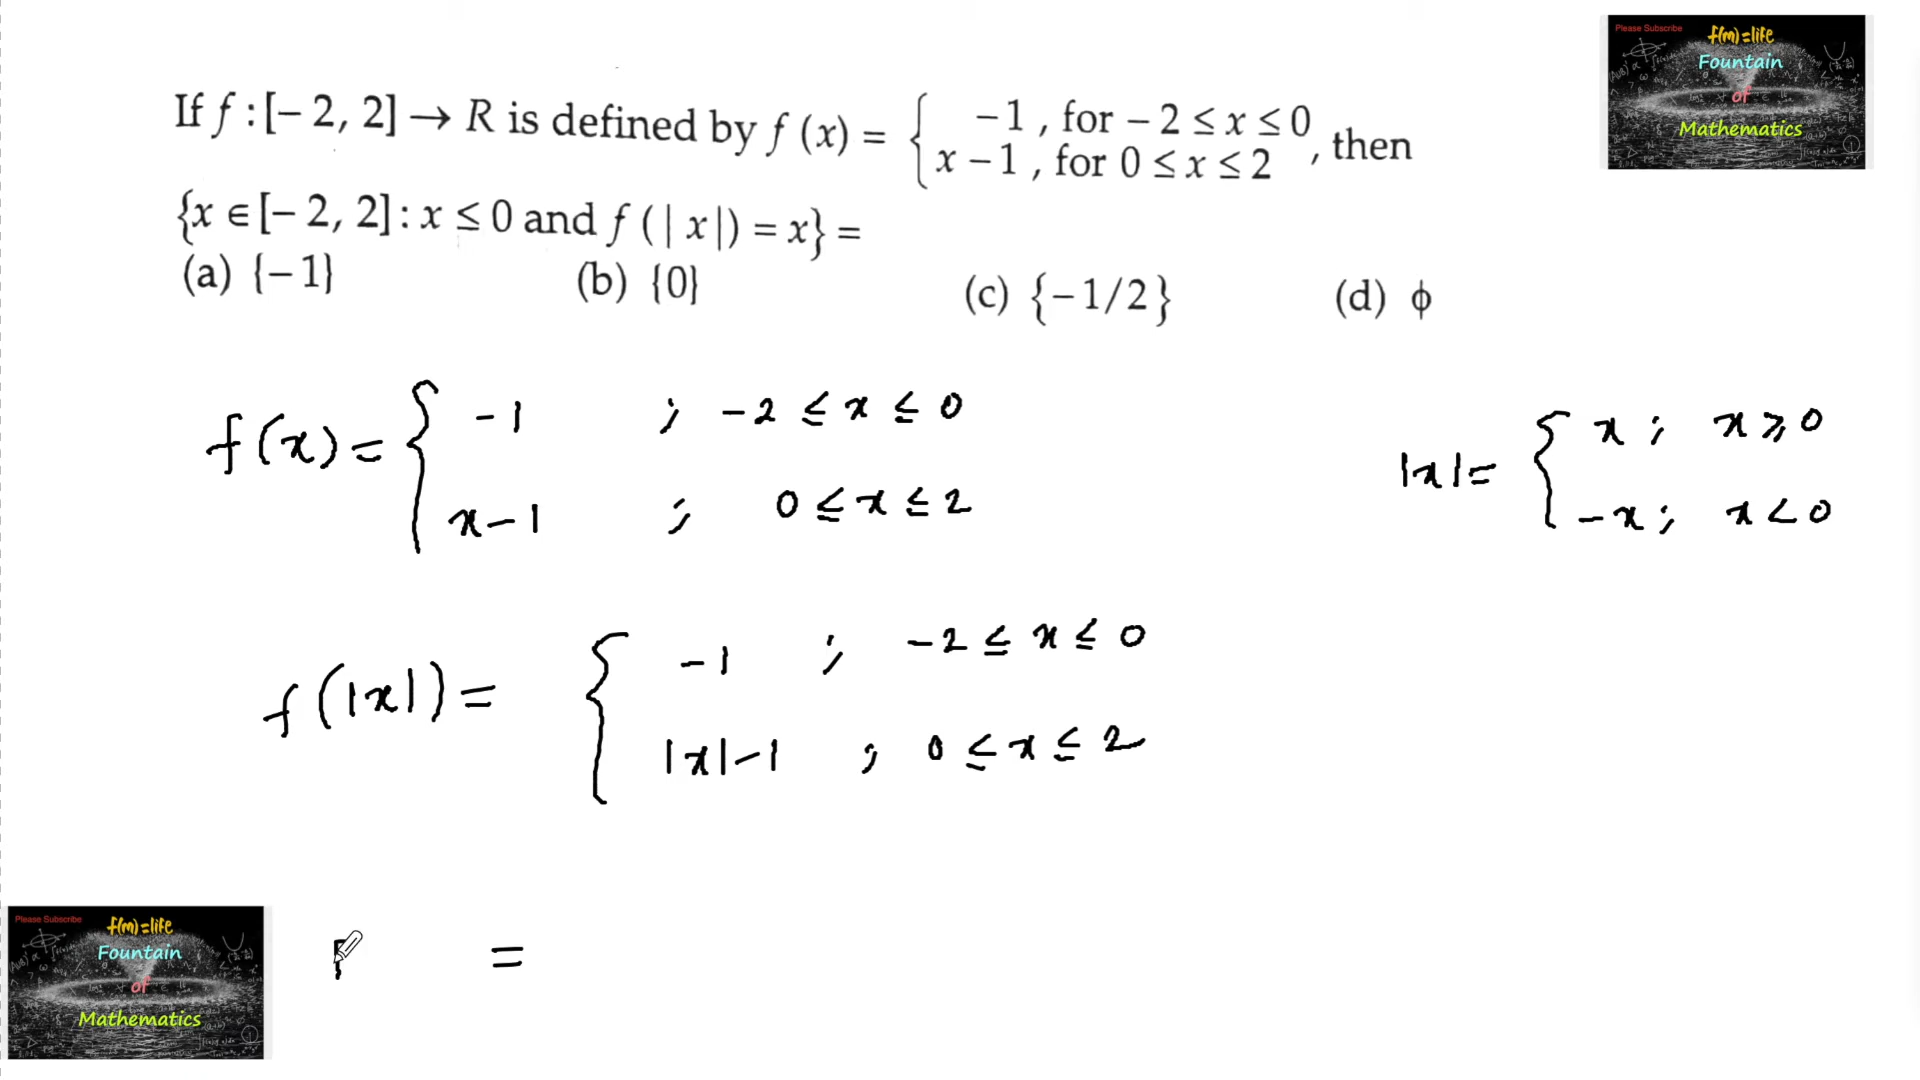 Please Subscribe
f(m)=life
Fountain
of
Mathematics
If f : [– 2, 2] → R is defined by f (x) = { –1 , for – 2 ≤ x ≤ 0
x – 1 , for 0 ≤ x ≤ 2 , then
{x ∈ [– 2, 2] : x ≤ 0 and f (| x |) = x} =
(a) {– 1} (b) {0} (c) {– 1/2} (d) ϕ
f(x) = { -1 ; -2 ≤ x ≤ 0
x-1 ; 0 ≤ x ≤ 2
|x| = { x ; x ≥ 0
-x ; x < 0
f(|x|) = { -1 ; -2 ≤ x ≤ 0
|x|-1 ; 0 ≤ x ≤ 2
=
Please Subscribe
f(m)=life
Fountain
of
Mathematics